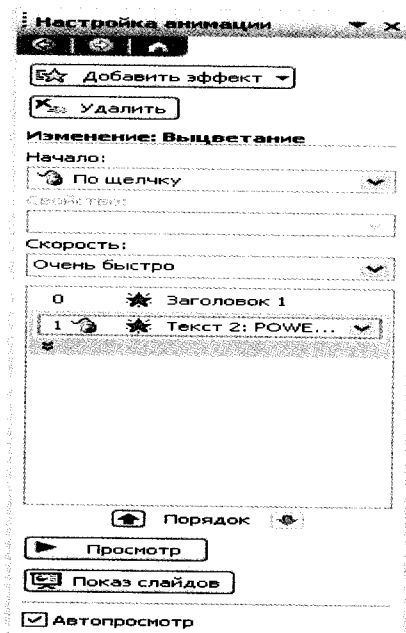 Настройка анимации
Добавить эффект
Удалить
Изменение: Выцветание
Начало:
По щелчку
Свойство:
Скорость:
Очень быстро
0 Заголовок 1
1 Текст 2: POWE...
Порядок
Просмотр
Показ слайдов
Автопросмотр